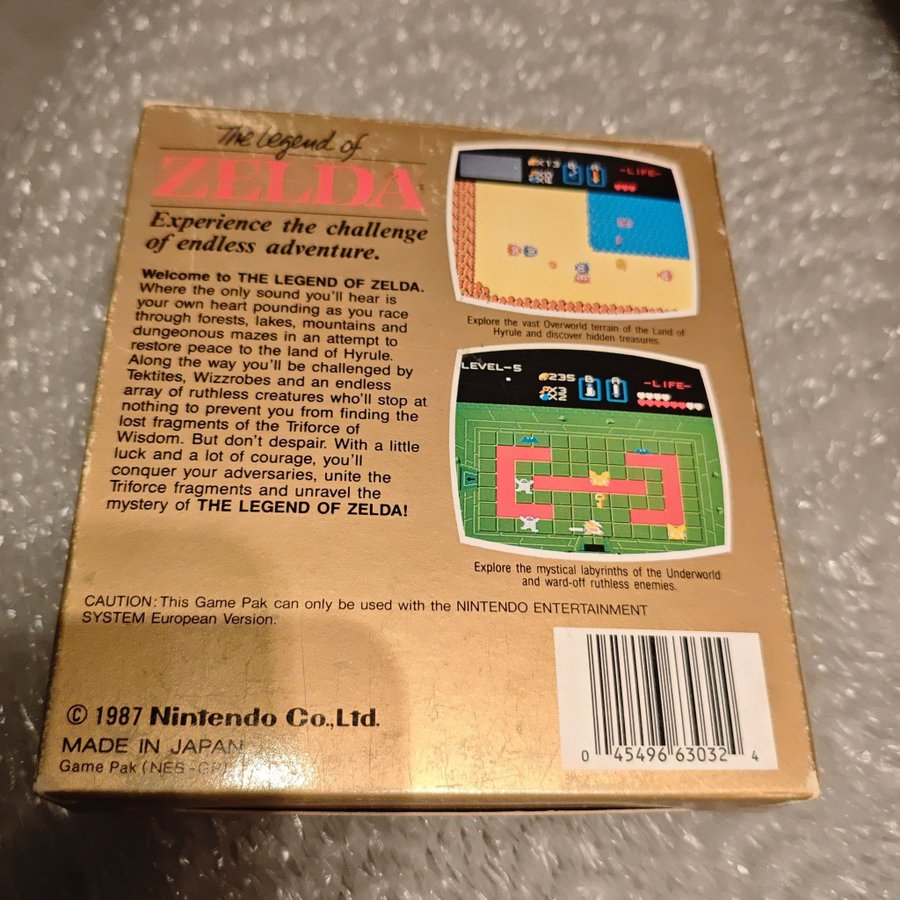 The Legend of
ZELDA
Experience the challenge
of endless adventure.
Welcome to THE LEGEND OF ZELDA.
Where the only sound you'll hear is
your own heart pounding as you race
through forests, lakes, mountains and
dungeonous mazes in an attempt to
restore peace to the land of Hyrule.
Along the way you'll be challenged by
Tektites, Wizzrobes and an endless
array of ruthless creatures who'll stop at
nothing to prevent you from finding the
lost fragments of the Triforce of
Wisdom. But don't despair. With a little
luck and a lot of courage, you'll
conquer your adversaries, unite the
Triforce fragments and unravel the
mystery of THE LEGEND OF ZELDA!
X13
B A
-LIFE-
Explore the vast Overworld terrain of the Land of
Hyrule and discover hidden treasures.
LEVEL-5
235 B A
-LIFE-
X3
X2
Explore the mystical labyrinths of the Underworld
and ward-off ruthless enemies.
CAUTION: This Game Pak can only be used with the NINTENDO ENTERTAINMENT
SYSTEM European Version.
© 1987 Nintendo Co.,Ltd.
MADE IN JAPAN
Game Pak (NES-GP)
0 45496 63032 4